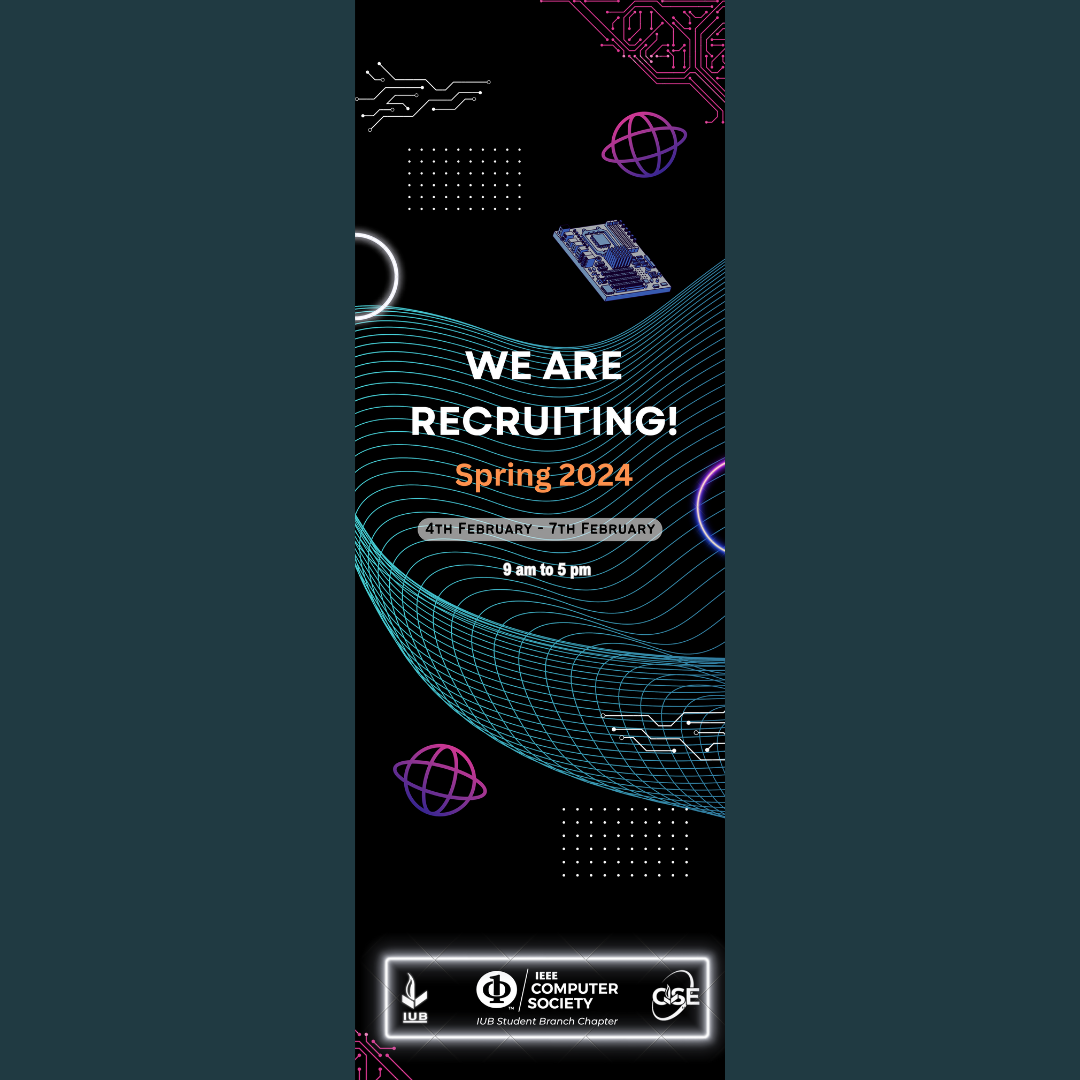 WE ARE
RECRUITING!
Spring 2024
4TH FEBRUARY - 7TH FEBRUARY
9 am to 5 pm
IUB
IEEE
COMPUTER
SOCIETY
TM
IUB Student Branch Chapter
CSE